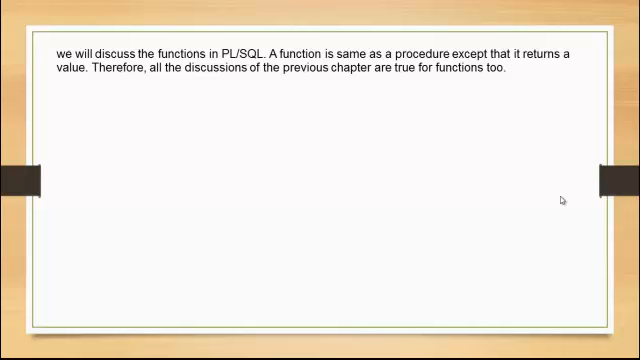 we will discuss the functions in PL/SQL. A function is same as a procedure except that it returns a
value. Therefore, all the discussions of the previous chapter are true for functions too.